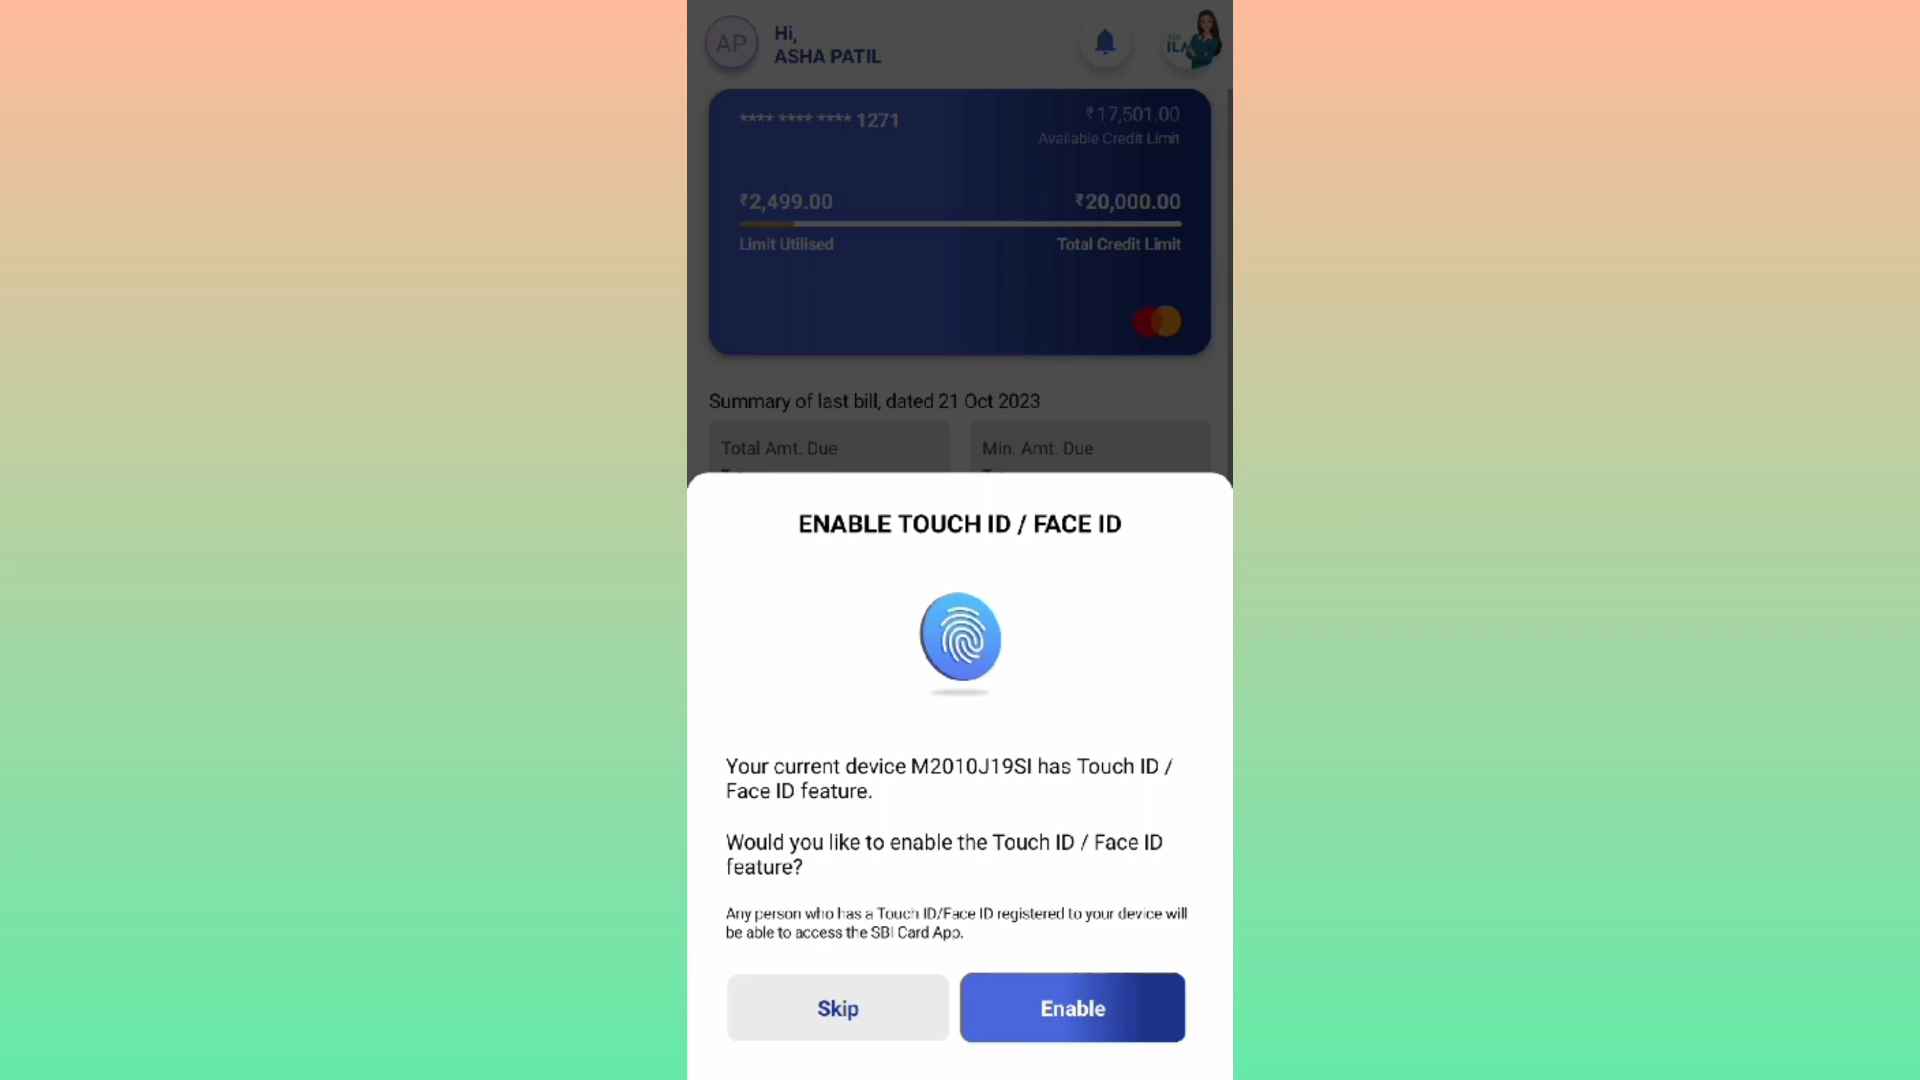 AP
Hi,
ASHA PATIL
ASK
ILA
**** **** **** 1271
₹17,501.00
Available Credit Limit
₹2,499.00
₹20,000.00
Limit Utilised
Total Credit Limit
Summary of last bill, dated 21 Oct 2023
Total Amt. Due
Min. Amt. Due
ENABLE TOUCH ID / FACE ID
Your current device M2010J19SI has Touch ID /
Face ID feature.
Would you like to enable the Touch ID / Face ID
feature?
Any person who has a Touch ID/Face ID registered to your device will
be able to access the SBI Card App.
Skip
Enable